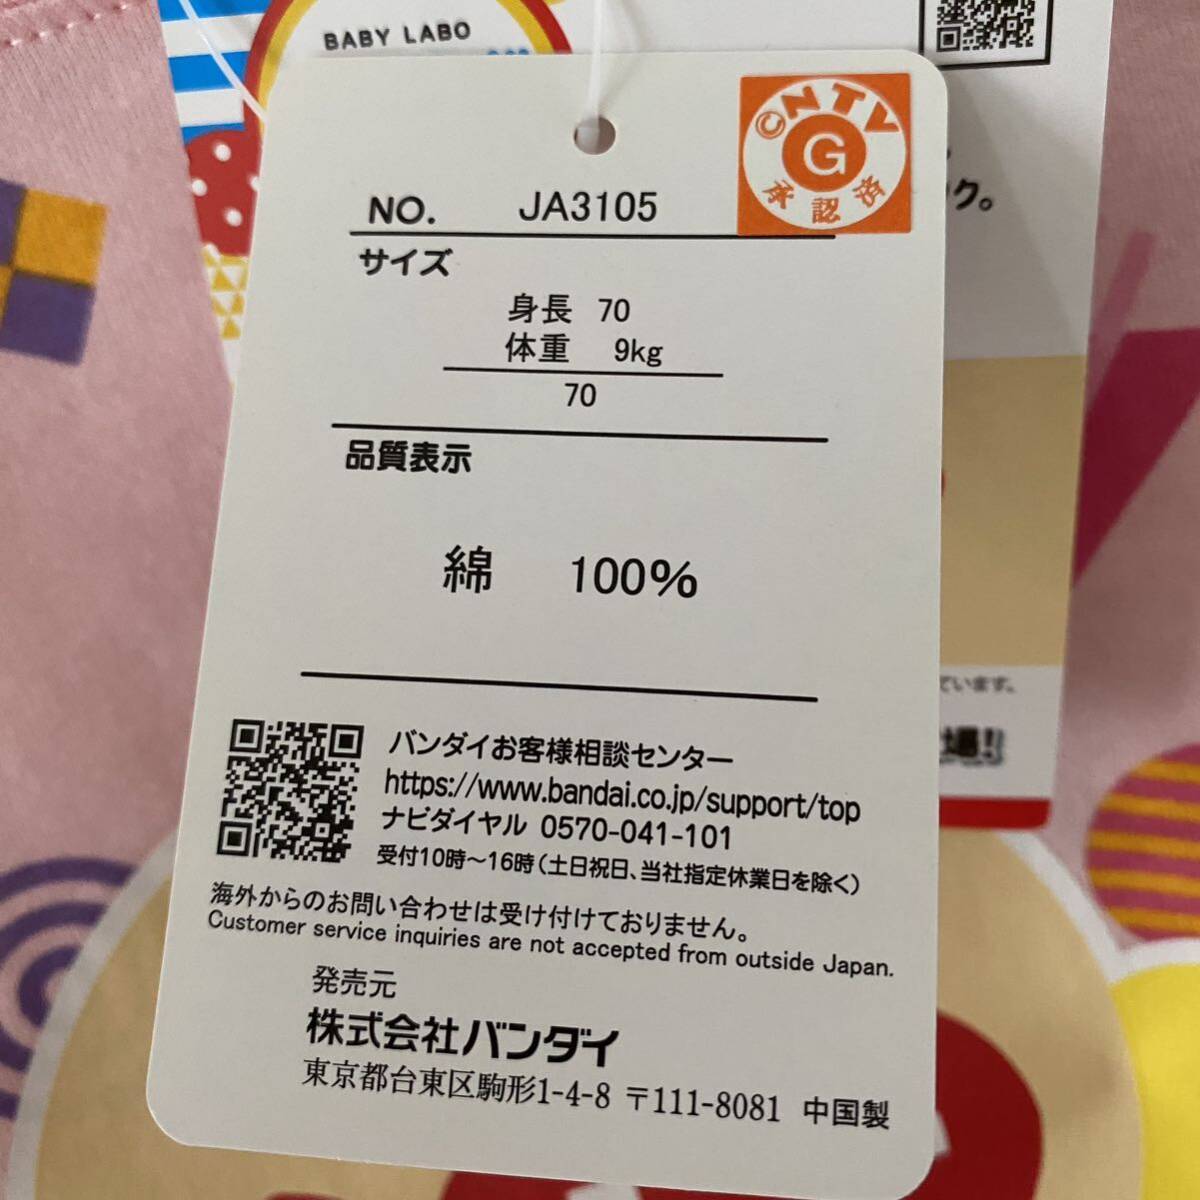 BABY LABO
©NTV
G
承認済
ク。
NO. JA3105
サイズ
身長 70
体重 9kg
70
品質表示
綿 100%
ています。
場!
バンダイお客様相談センター
https://www.bandai.co.jp/support/top
ナビダイヤル 0570-041-101
受付10時～16時(土日祝日、当社指定休業日を除く)
海外からのお問い合わせは受け付けておりません。
Customer service inquiries are not accepted from outside Japan.
発売元
株式会社バンダイ
東京都台東区駒形1-4-8 〒111-8081 中国製